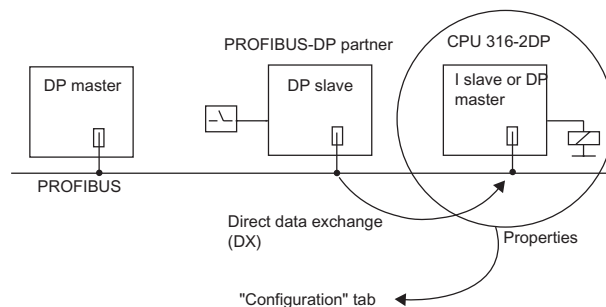 PROFIBUS-DP partner
CPU 316-2DP
DP master
DP slave
I slave or DP
master
PROFIBUS
Direct data exchange
(DX)
Properties
"Configuration" tab